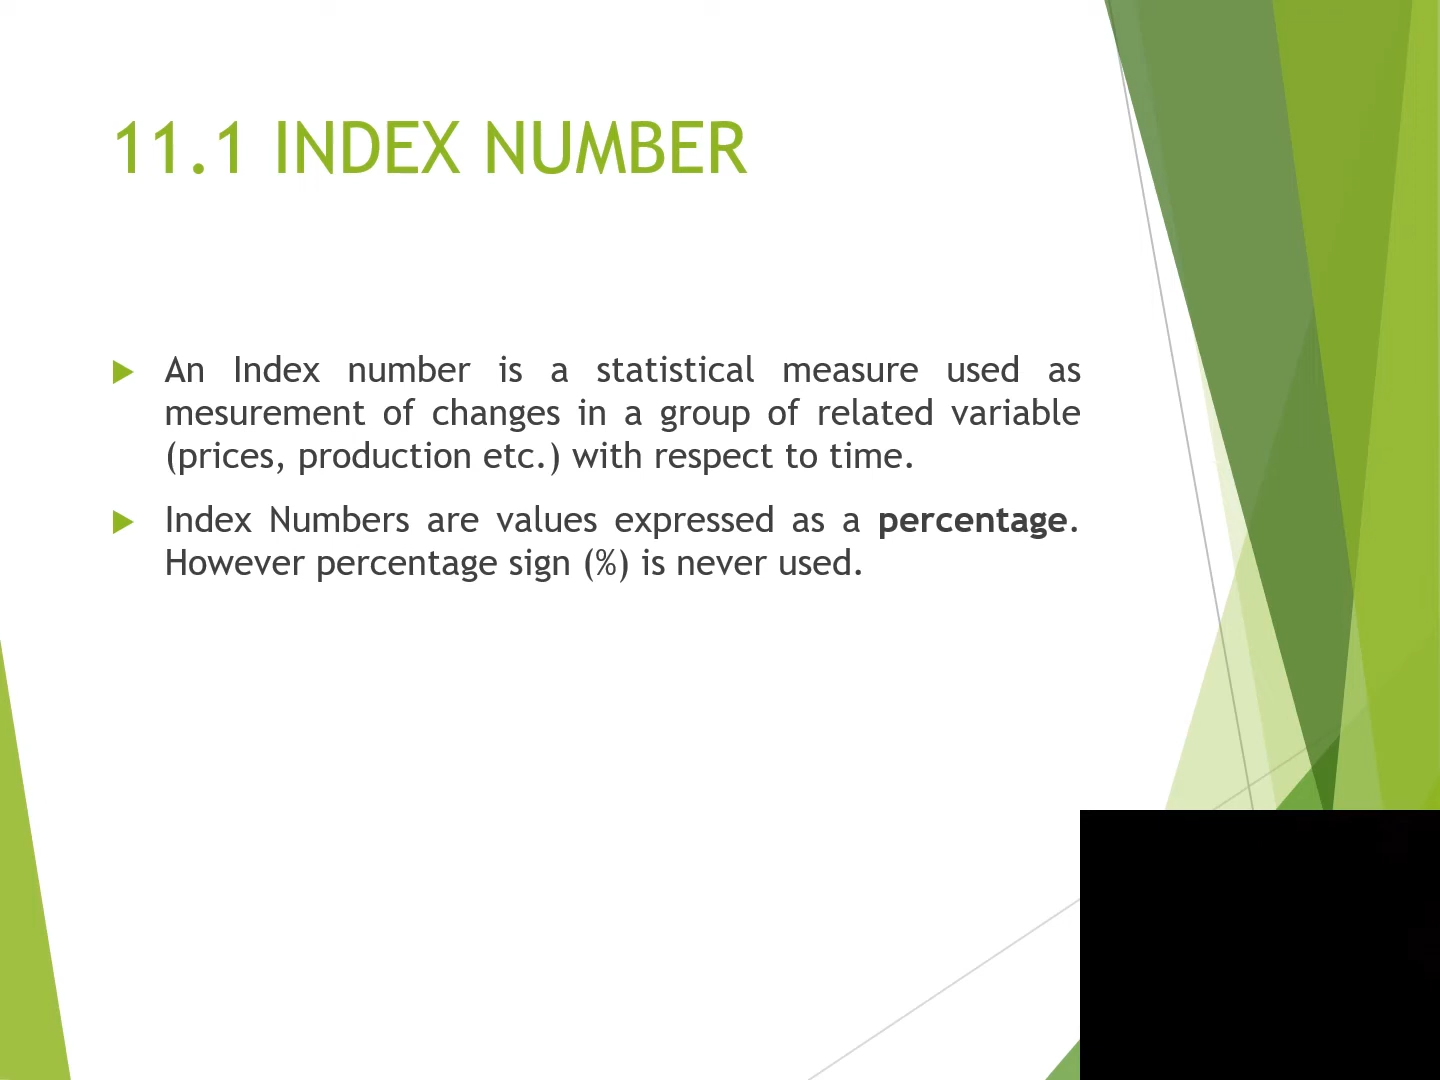 11.1 INDEX NUMBER
An Index number is a statistical measure used as
mesurement of changes in a group of related variable
(prices, production etc.) with respect to time.
Index Numbers are values expressed as a percentage.
However percentage sign (%) is never used.